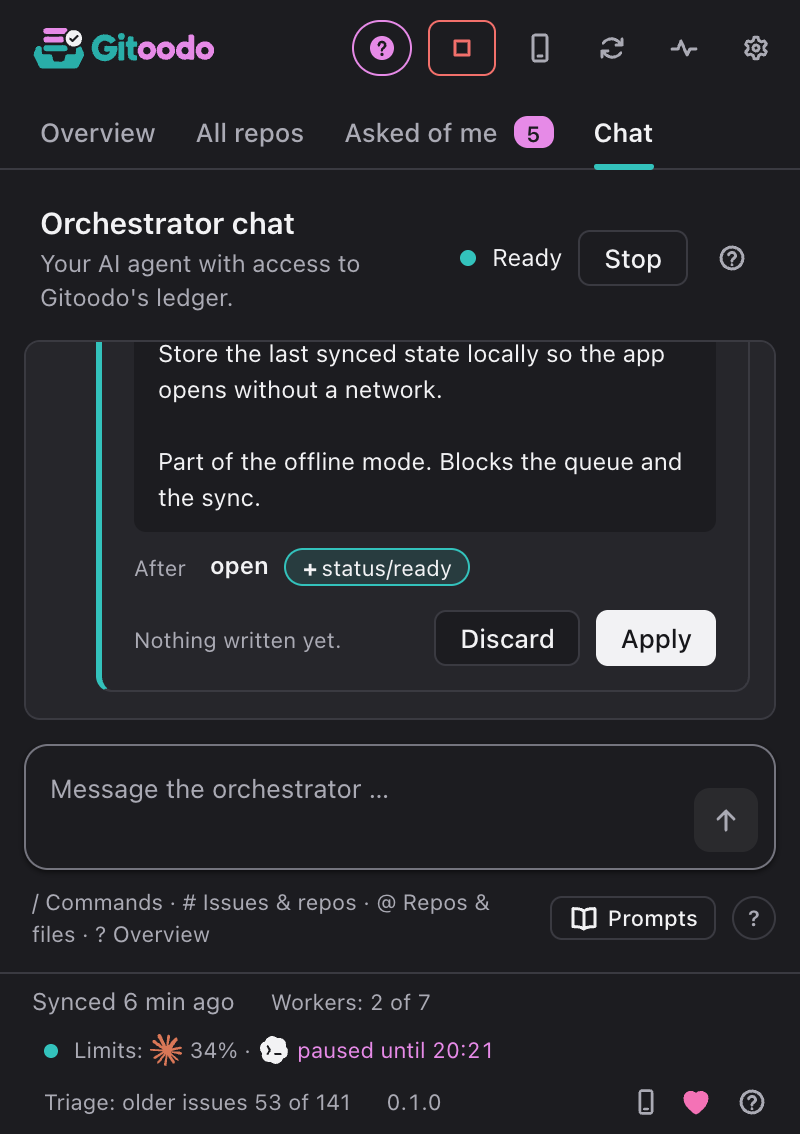 Gitoodo
Overview All repos Asked of me 5 Chat
Orchestrator chat
Your AI agent with access to
Gitoodo's ledger.
Ready Stop ?
Store the last synced state locally so the app
opens without a network.
Part of the offline mode. Blocks the queue and
the sync.
After open + status/ready
Nothing written yet. Discard Apply
Message the orchestrator ...
/ Commands · # Issues & repos · @ Repos &
files · ? Overview
Prompts ?
Synced 6 min ago Workers: 2 of 7
Limits: 34% · paused until 20:21
Triage: older issues 53 of 141 0.1.0 ?